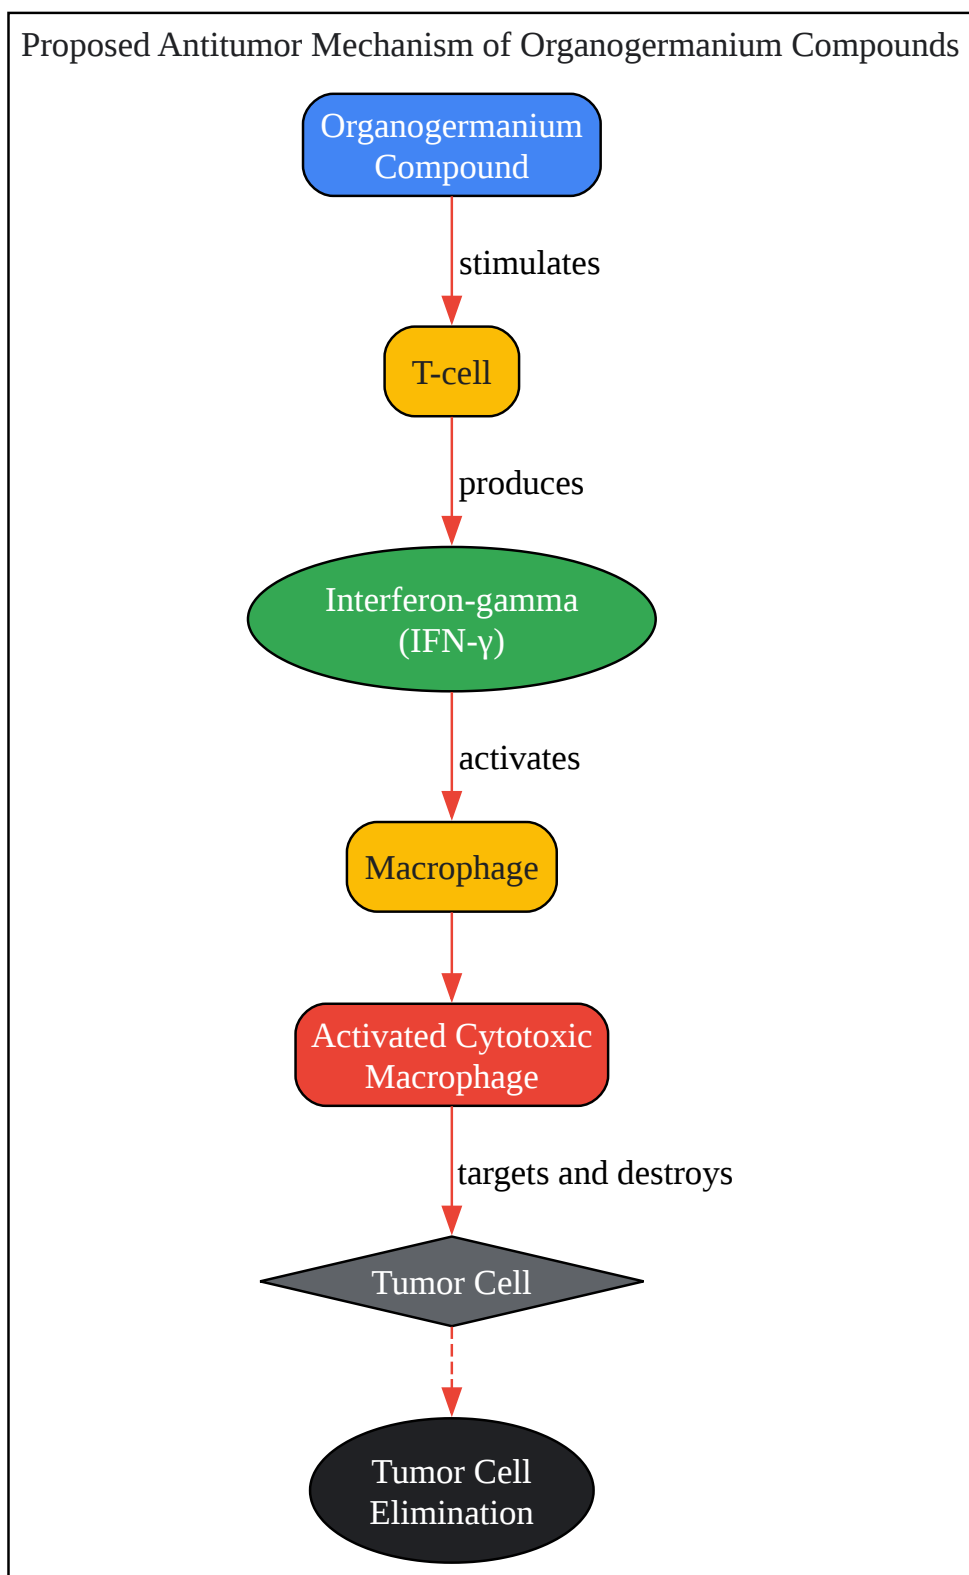 Proposed Antitumor Mechanism of Organogermanium Compounds
Organogermanium
Compound
stimulates
T-cell
produces
Interferon-gamma
(IFN-γ)
activates
Macrophage
Activated Cytotoxic
Macrophage
targets and destroys
Tumor Cell
Tumor Cell
Elimination